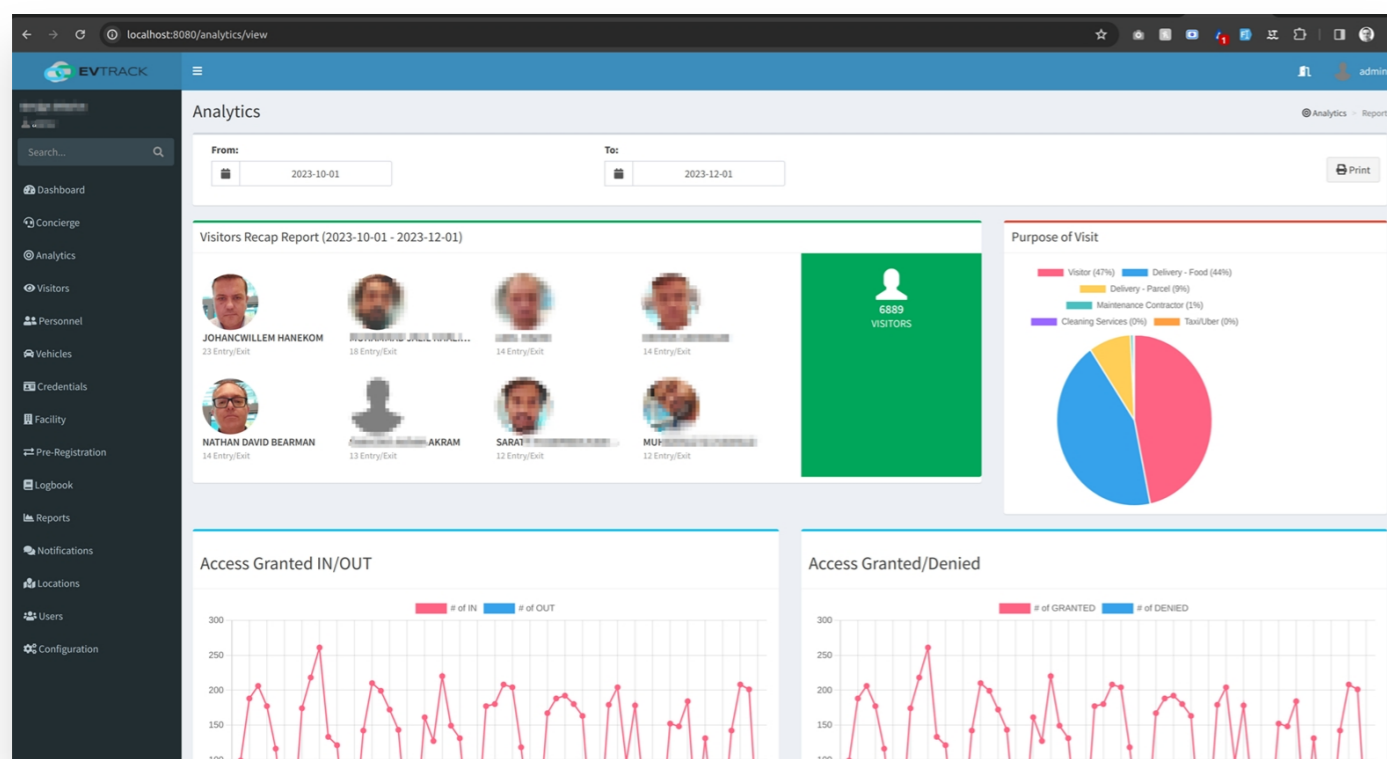 localhost:8080/analytics/view
1
EVTRACK
admin
Analytics
Analytics > Report
Search...
Dashboard
Concierge
Analytics
Visitors
Personnel
Vehicles
Credentials
Facility
Pre-Registration
Logbook
Reports
Notifications
Locations
Users
Configuration
From:
To:
2023-10-01
2023-12-01
Print
Visitors Recap Report (2023-10-01 - 2023-12-01)
JOHANCWILLEM HANEKOM
23 Entry/Exit
18 Entry/Exit
14 Entry/Exit
14 Entry/Exit
NATHAN DAVID BEARMAN
AKRAM
SARAT
MUH
14 Entry/Exit
13 Entry/Exit
12 Entry/Exit
12 Entry/Exit
6889
VISITORS
Purpose of Visit
Visitor (47%) Delivery - Food (44%)
Delivery - Parcel (9%)
Maintenance Contractor (1%)
Cleaning Services (0%) Taxi/Uber (0%)
Access Granted IN/OUT
# of IN # of OUT
300
250
200
150
100
Access Granted/Denied
# of GRANTED # of DENIED
300
250
200
150
100